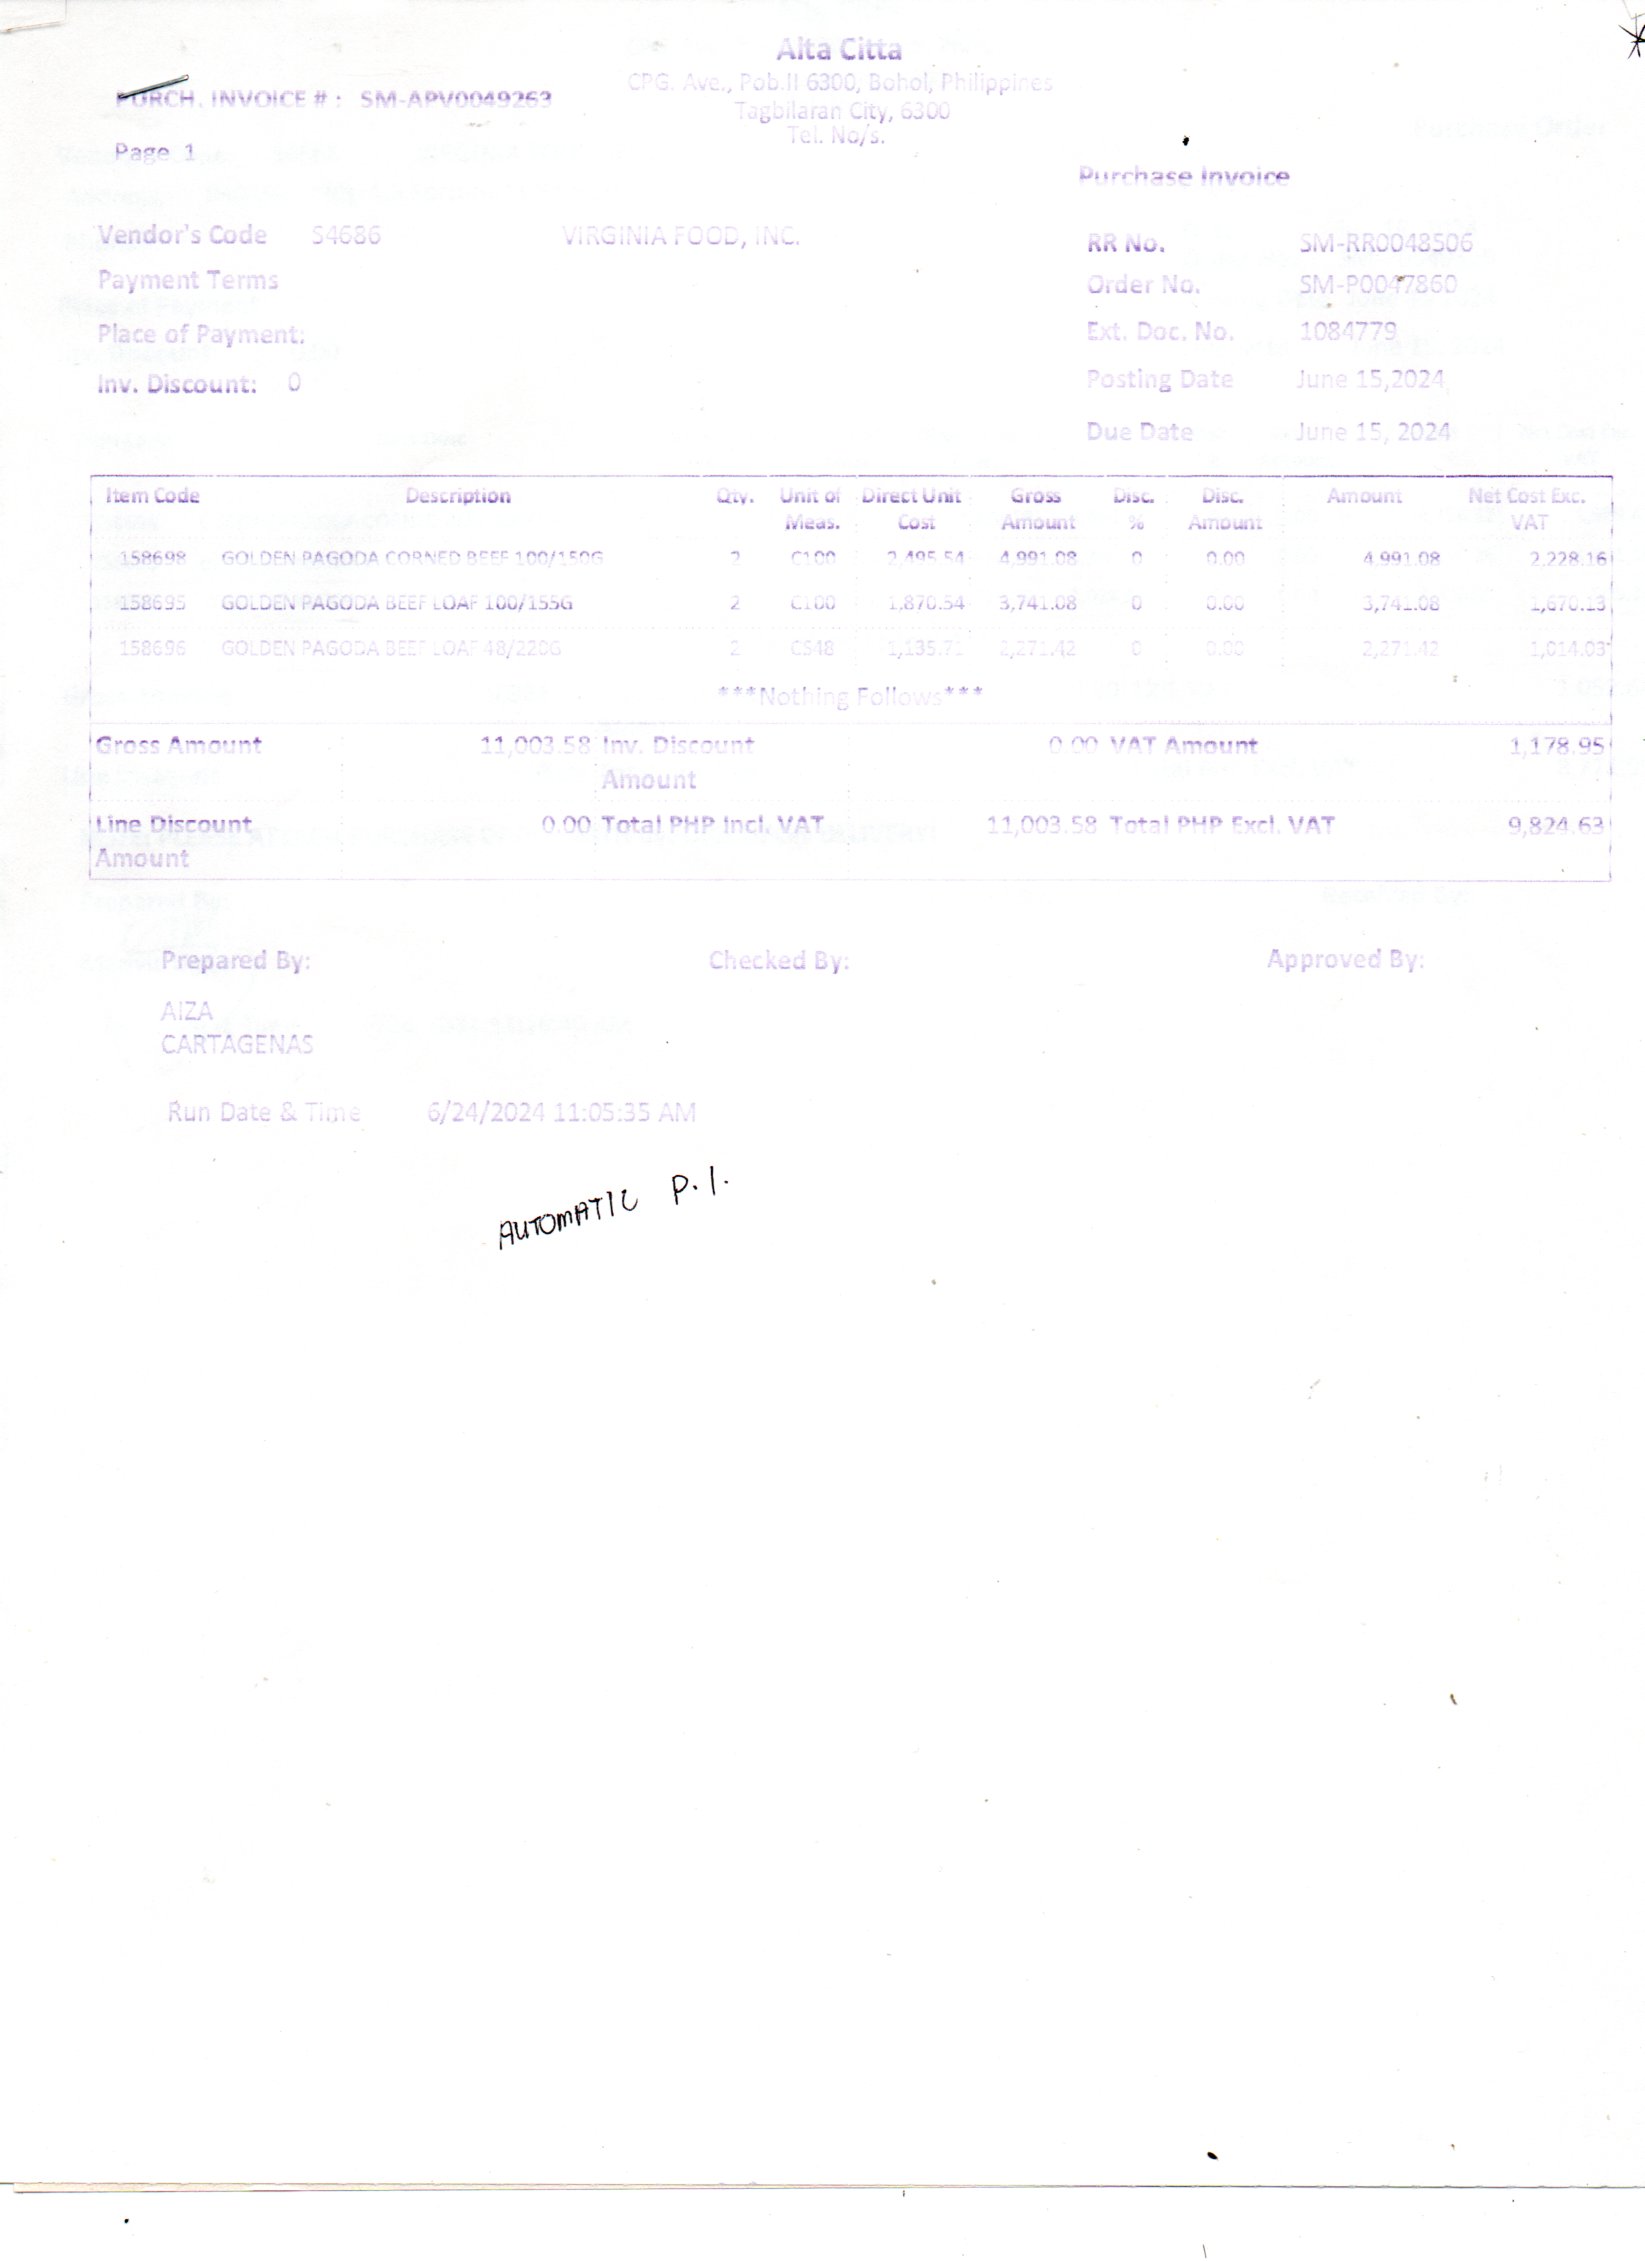 Alta Citta
CPG. Ave., Pob.II 6300, Bohol, Philippines
Tagbilaran City, 6300
Tel. No/s.
PURCH. INVOICE # : SM-APV0049263
Page 1
Purchase Invoice
Vendor's Code S4686 VIRGINIA FOOD, INC.
Payment Terms
Place of Payment:
Inv. Discount: 0
RR No. SM-RR0048506
Order No. SM-PO047860
Ext. Doc. No. 1084779
Posting Date June 15,2024
Due Date June 15, 2024
Item Code Description Qty. Unit of Meas. Direct Unit Cost Gross Amount Disc. % Disc. Amount Amount Net Cost Exc. VAT
158698 GOLDEN PAGODA CORNED BEEF 100/150G 2 C100 2,495.54 4,991.08 0 0.00 4,991.08 2,228.16
158695 GOLDEN PAGODA BEEF LOAF 100/155G 2 C100 1,870.54 3,741.08 0 0.00 3,741.08 1,670.13
158696 GOLDEN PAGODA BEEF LOAF 48/220G 2 CS48 1,135.71 2,271.42 0 0.00 2,271.42 1,014.03
***Nothing Follows***
Gross Amount 11,003.58 Inv. Discount Amount 0.00 VAT Amount 1,178.95
Line Discount Amount 0.00 Total PHP Incl. VAT 11,003.58 Total PHP Excl. VAT 9,824.63
Prepared By: Checked By: Approved By:
AIZA
CARTAGENAS
Run Date & Time 6/24/2024 11:05:35 AM
AUTOMATIC P.I.